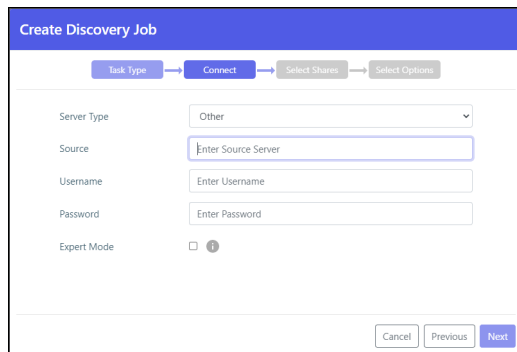 Create Discovery Job
Task Type Connect Select Shares Select Options
Server Type Other
Source Enter Source Server
Username Enter Username
Password Enter Password
Expert Mode i
Cancel Previous Next